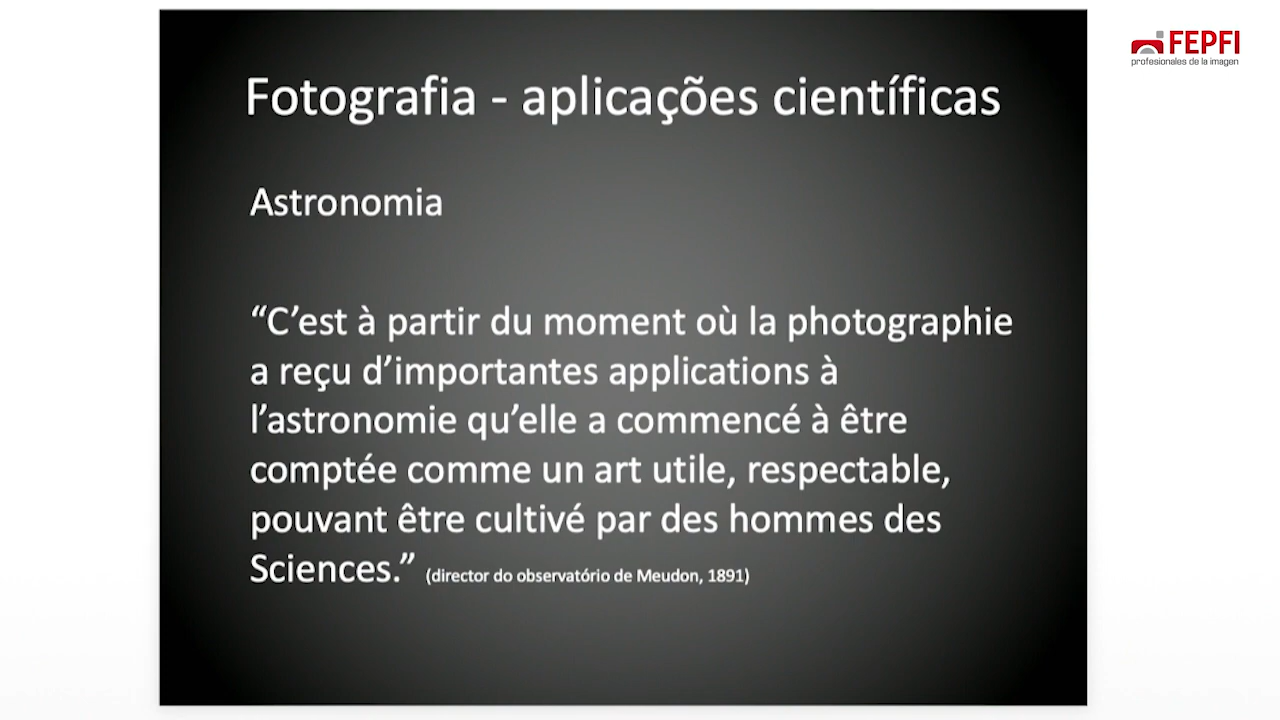 FEPFI
profesionales de la imagen
Fotografia - aplicações científicas
Astronomia
“C’est à partir du moment où la photographie
a reçu d’importantes applications à
l’astronomie qu’elle a commencé à être
comptée comme un art utile, respectable,
pouvant être cultivé par des hommes des
Sciences.” (director do observatório de Meudon, 1891)